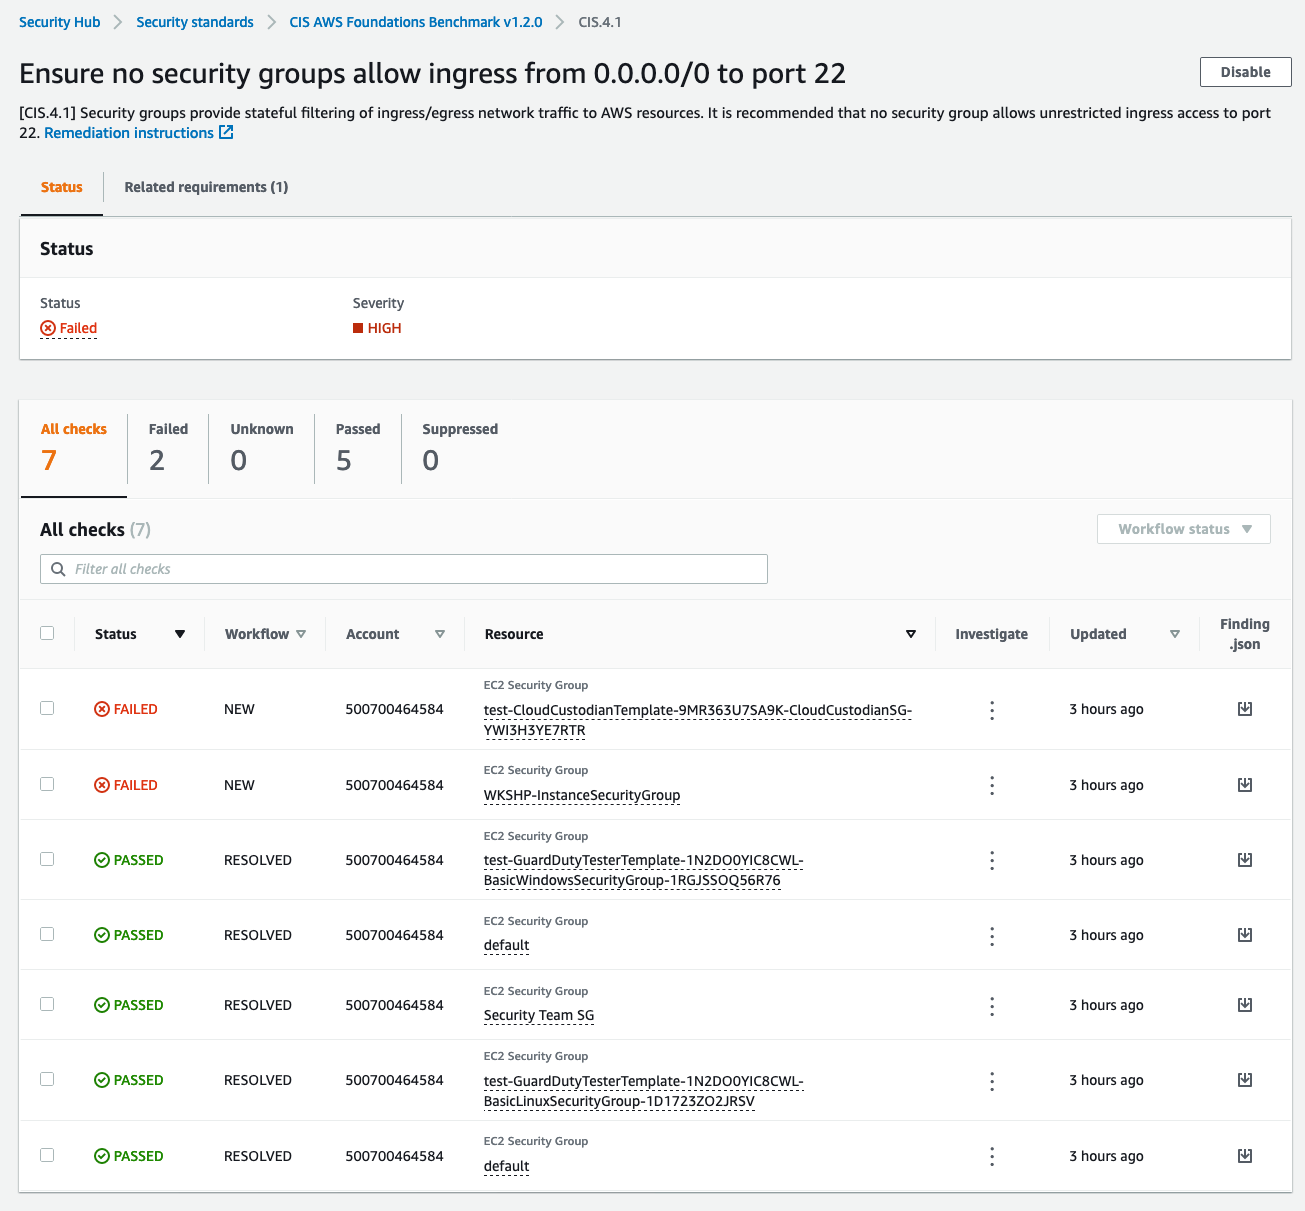 Security Hub > Security standards > CIS AWS Foundations Benchmark v1.2.0 > CIS.4.1
Ensure no security groups allow ingress from 0.0.0.0/0 to port 22
Disable
[CIS.4.1] Security groups provide stateful filtering of ingress/egress network traffic to AWS resources. It is recommended that no security group allows unrestricted ingress access to port
22. Remediation instructions
Status
Related requirements (1)
Status
Status
Severity
Failed
HIGH
All checks
7
Failed
2
Unknown
0
Passed
5
Suppressed
0
All checks (7)
Workflow status
Filter all checks
Status
Workflow
Account
Resource
Investigate
Updated
Finding
.json
FAILED
NEW
500700464584
EC2 Security Group
test-CloudCustodianTemplate-9MR363U7SA9K-CloudCustodianSG-
YWI3H3YE7RTR
3 hours ago
FAILED
NEW
500700464584
EC2 Security Group
WKSHP-InstanceSecurityGroup
3 hours ago
PASSED
RESOLVED
500700464584
EC2 Security Group
test-GuardDutyTesterTemplate-1N2DO0YIC8CWL-
BasicWindowsSecurityGroup-1RGJSSOQ56R76
3 hours ago
PASSED
RESOLVED
500700464584
EC2 Security Group
default
3 hours ago
PASSED
RESOLVED
500700464584
EC2 Security Group
Security Team SG
3 hours ago
PASSED
RESOLVED
500700464584
EC2 Security Group
test-GuardDutyTesterTemplate-1N2DO0YIC8CWL-
BasicLinuxSecurityGroup-1D1723ZO2JRSV
3 hours ago
PASSED
RESOLVED
500700464584
EC2 Security Group
default
3 hours ago